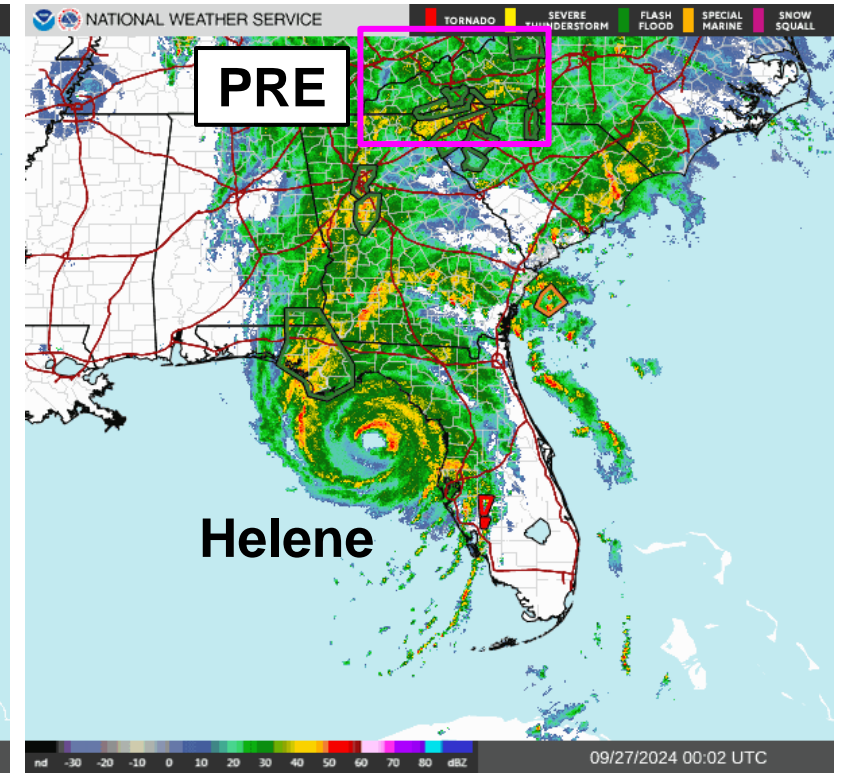 NATIONAL WEATHER SERVICE
TORNADO
SEVERE
THUNDERSTORM
FLASH
FLOOD
SPECIAL
MARINE
SNOW
SQUALL
PRE
Helene
nd -30 -20 -10 0 10 20 30 40 50 60 70 80 dBZ
09/27/2024 00:02 UTC